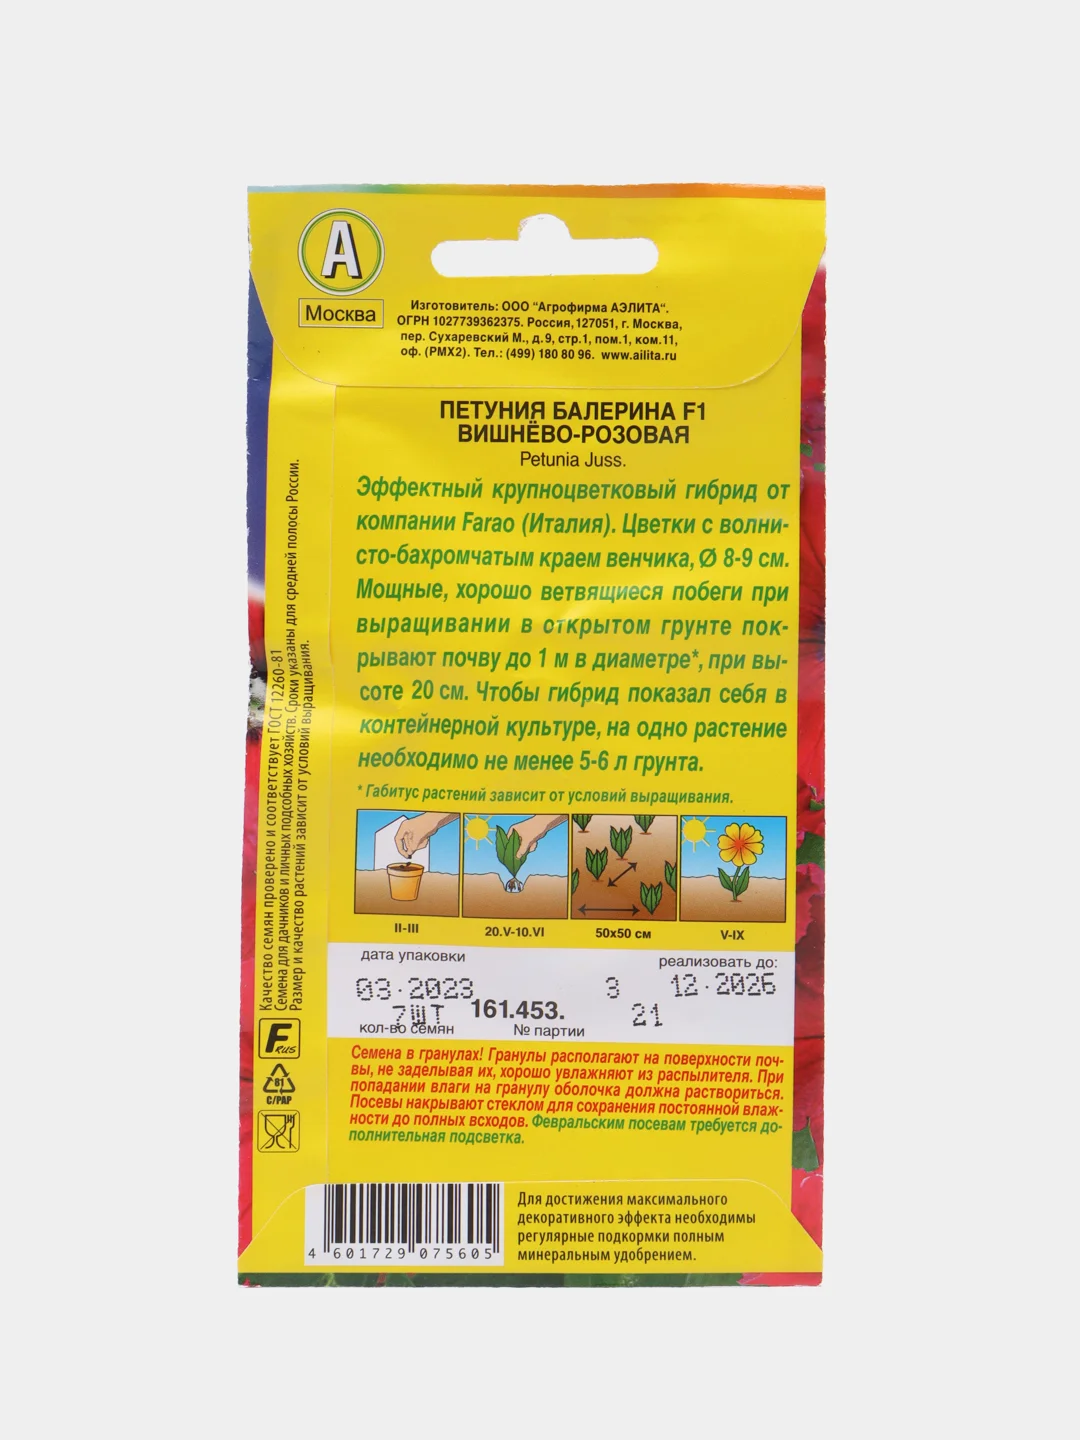 А
Москва
Изготовитель: ООО "Агрофирма АЭЛИТА".
ОГРН 1027739362375. Россия, 127051, г. Москва,
пер. Сухаревский М., д.9, стр.1, пом.1, ком.11,
оф. (РМХ2). Тел.: (499) 180 80 96. www.ailita.ru
ПЕТУНИЯ БАЛЕРИНА F1
ВИШНЁВО-РОЗОВАЯ
Petunia Juss.
Эффектный крупноцветковый гибрид от
компании Farao (Италия). Цветки с волни-
сто-бахромчатым краем венчика, Ø 8-9 см.
Мощные, хорошо ветвящиеся побеги при
выращивании в открытом грунте пок-
рывают почву до 1 м в диаметре*, при вы-
соте 20 см. Чтобы гибрид показал себя в
контейнерной культуре, на одно растение
необходимо не менее 5-6 л грунта.
* Габитус растений зависит от условий выращивания.
II-III 20.V-10.VI 50х50 см V-IX
дата упаковки реализовать до:
03.2023 3 12.2026
7ШТ 161.453. 21
кол-во семян № партии
Семена в гранулах! Гранулы располагают на поверхности поч-
вы, не заделывая их, хорошо увлажняют из распылителя. При
попадании влаги на гранулу оболочка должна раствориться.
Посевы накрывают стеклом для сохранения постоянной влаж-
ности до полных всходов. Февральским посевам требуется до-
полнительная подсветка.
Качество семян проверено и соответствует ГОСТ 12260-81
Семена для дачников и личных подсобных хозяйств. Сроки указаны для средней полосы России.
Размер и качество растений зависит от условий выращивания.
F RUS
81
C/PAP
4 601729 075605
Для достижения максимального
декоративного эффекта необходимы
регулярные подкормки полным
минеральным удобрением.